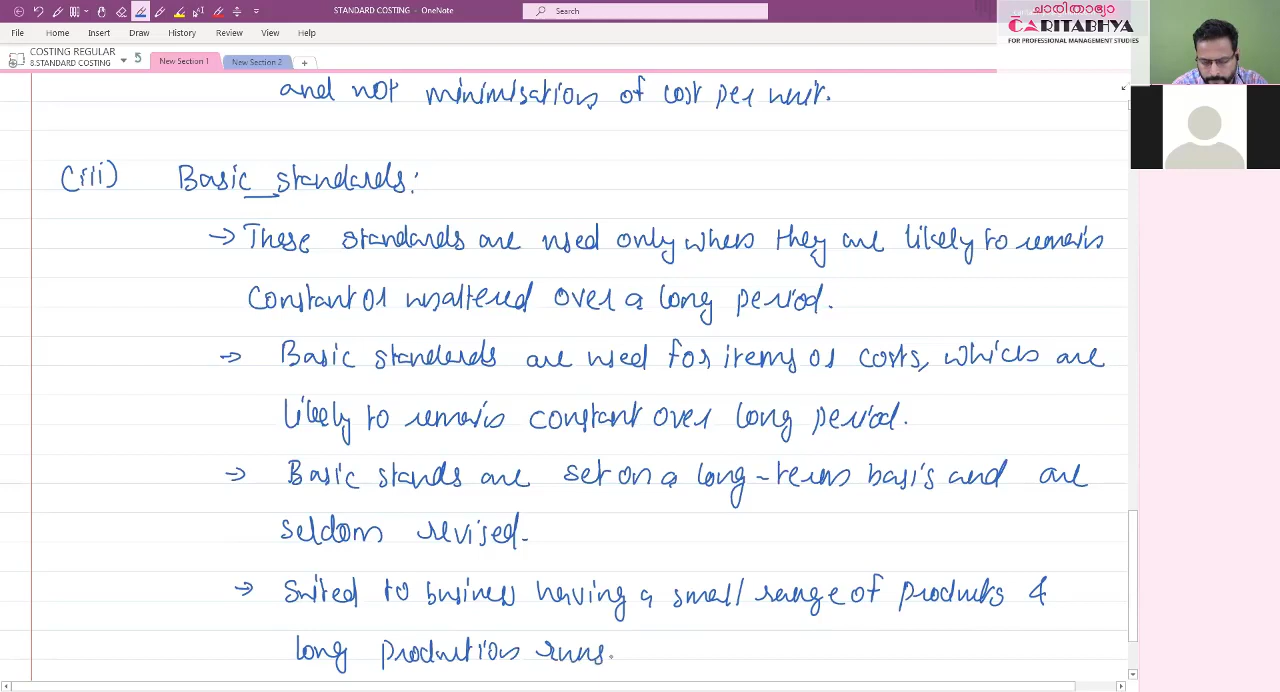 STANDARD COSTING - OneNote
Search
ചാരിതാഭ്യാ
CARITABHYA
FOR PROFESSIONAL MANAGEMENT STUDIES
File Home Insert Draw History Review View Help
COSTING REGULAR
8.STANDARD COSTING
New Section 1 New Section 2
and not minimisation of cost per unit.
(iii) Basic standards:
→ These standards are used only when they are likely to remain
Constant or unaltered over a long period.
→ Basic standards are used for items or costs, which are
likely to remain constant over long period.
→ Basic stands are set on a long-term basis and are
seldom revised.
→ Suited to business having a small range of products &
long production runs.